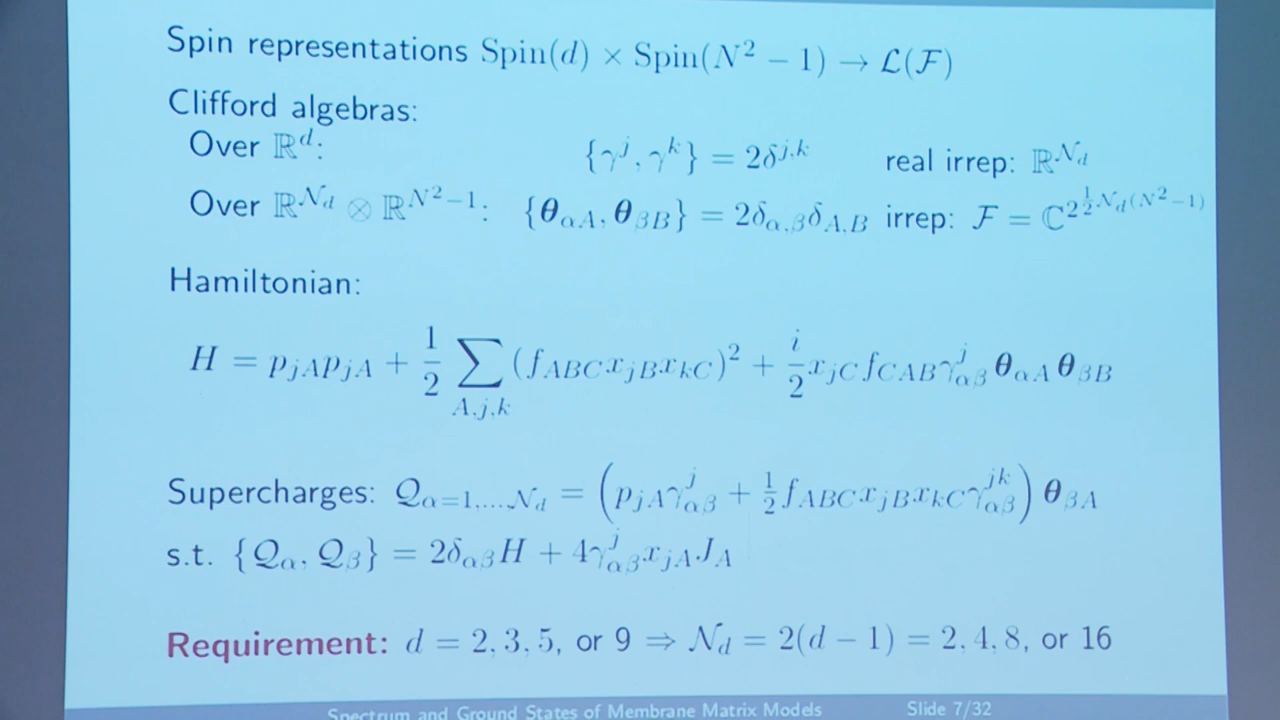 Spin representations Spin(d) × Spin(N² − 1) → ℒ(ℱ)
Clifford algebras:
Over ℝ^d: {γ^j, γ^k} = 2δ^{j,k} real irrep: ℝ^{𝒩_d}
Over ℝ^{𝒩_d} ⊗ ℝ^{N²−1}: {θ_{αA}, θ_{βB}} = 2δ_{α,β}δ_{A,B} irrep: ℱ = ℂ^{2^{½𝒩_d(N²−1)}}
Hamiltonian:
H = p_{jA}p_{jA} + \frac{1}{2} \sum_{A,j,k} (f_{ABC}x_{jB}x_{kC})² + \frac{i}{2} x_{jC}f_{CAB}γ^j_{αβ} θ_{αA}θ_{βB}
Supercharges: 𝒬_{α=1,...𝒩_d} = (p_{jA}γ^j_{αβ} + ½f_{ABC}x_{jB}x_{kC}γ^{jk}_{αβ}) θ_{βA}
s.t. {𝒬_α, 𝒬_β} = 2δ_{αβ}H + 4γ^j_{αβ}x_{jA}J_A
Requirement: d = 2, 3, 5, or 9 ⇒ 𝒩_d = 2(d − 1) = 2, 4, 8, or 16
Spectrum and Ground States of Membrane Matrix Models Slide 7/32